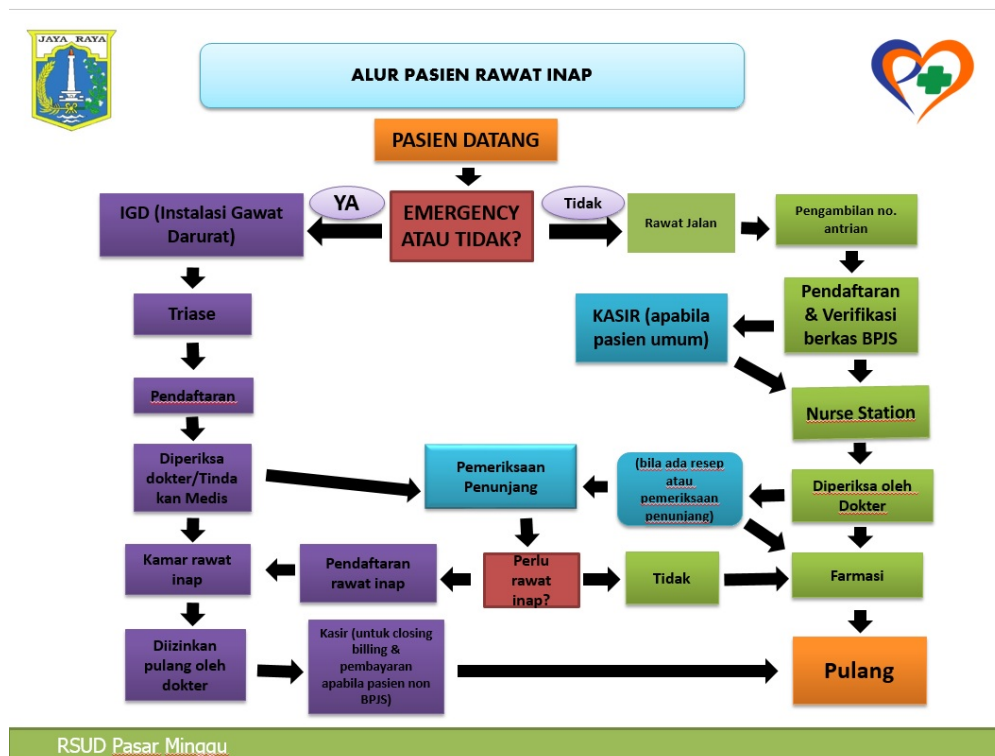 JAYA RAYA
ALUR PASIEN RAWAT INAP
PASIEN DATANG
IGD (Instalasi Gawat
Darurat)
YA
EMERGENCY
ATAU TIDAK?
Tidak
Rawat Jalan
Pengambilan no.
antrian
Triase
KASIR (apabila
pasien umum)
Pendaftaran
& Verifikasi
berkas BPJS
Pendaftaran
Nurse Station
Diperiksa
dokter/Tinda
kan Medis
Pemeriksaan
Penunjang
(bila ada resep
atau
pemeriksaan
penunjang)
Diperiksa oleh
Dokter
Kamar rawat
inap
Pendaftaran
rawat inap
Perlu
rawat
inap?
Tidak
Farmasi
Diizinkan
pulang oleh
dokter
Kasir (untuk closing
billing &
pembayaran
apabila pasien non
BPJS)
Pulang
RSUD Pasar Minggu